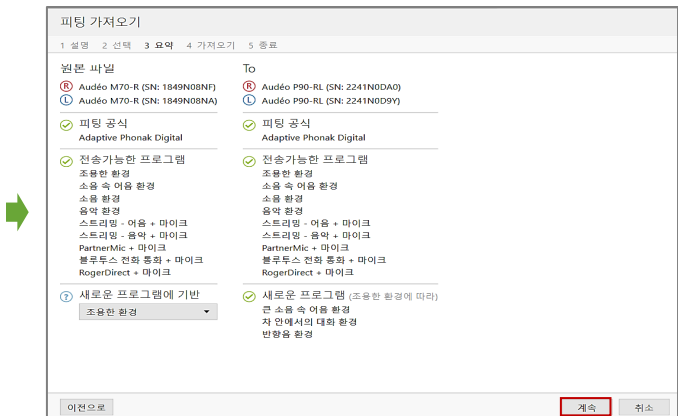 피팅 가져오기
1 설명 2 선택 3 요약 4 가져오기 5 종료
원본 파일
R Audéo M70-R (SN: 1849N08NF)
L Audéo M70-R (SN: 1849N08NA)
피팅 공식
Adaptive Phonak Digital
전송가능한 프로그램
조용한 환경
소음 속 어음 환경
소음 환경
음악 환경
스트리밍 - 어음 + 마이크
스트리밍 - 음악 + 마이크
PartnerMic + 마이크
블루투스 전화 통화 + 마이크
RogerDirect + 마이크
? 새로운 프로그램에 기반
조용한 환경
To
R Audéo P90-RL (SN: 2241N0DA0)
L Audéo P90-RL (SN: 2241N0D9Y)
피팅 공식
Adaptive Phonak Digital
전송가능한 프로그램
조용한 환경
소음 속 어음 환경
소음 환경
음악 환경
스트리밍 - 어음 + 마이크
스트리밍 - 음악 + 마이크
PartnerMic + 마이크
블루투스 전화 통화 + 마이크
RogerDirect + 마이크
새로운 프로그램 (조용한 환경에 따라)
큰 소음 속 어음 환경
차 안에서의 대화 환경
반향음 환경
이전으로
계속
취소